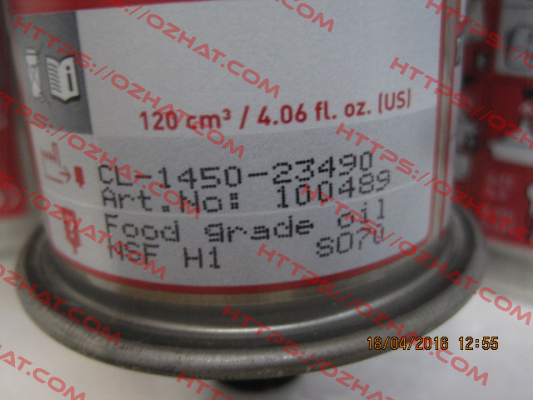 120 cm³ / 4.06 fl. oz. (US)
CL-1450-23490
Art.No: 100489
Food grade oil
NSF H1 SO70
18/04/2016 12:55
HTTPS://OZHAT.COM